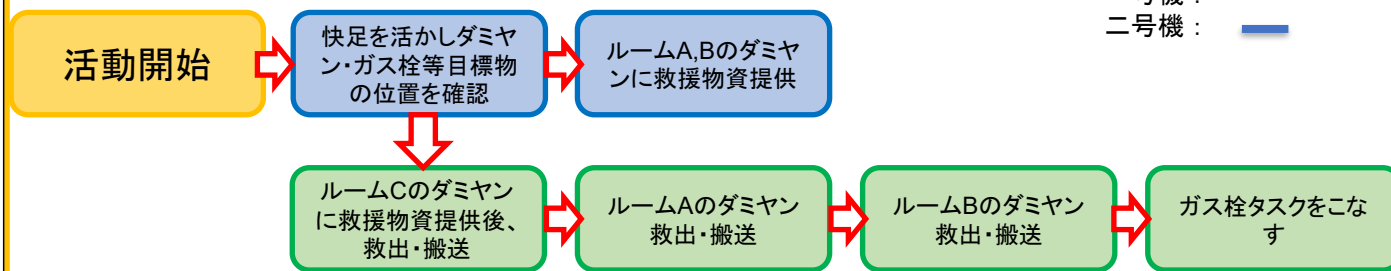 号機：
二号機：
活動開始
快足を活かしダミヤ
ン・ガス栓等目標物
の位置を確認
ルームA,Bのダミヤ
ンに救援物資提供
ルームCのダミヤン
に救援物資提供後、
救出・搬送
ルームAのダミヤン
救出・搬送
ルームBのダミヤン
救出・搬送
ガス栓タスクをこな
す